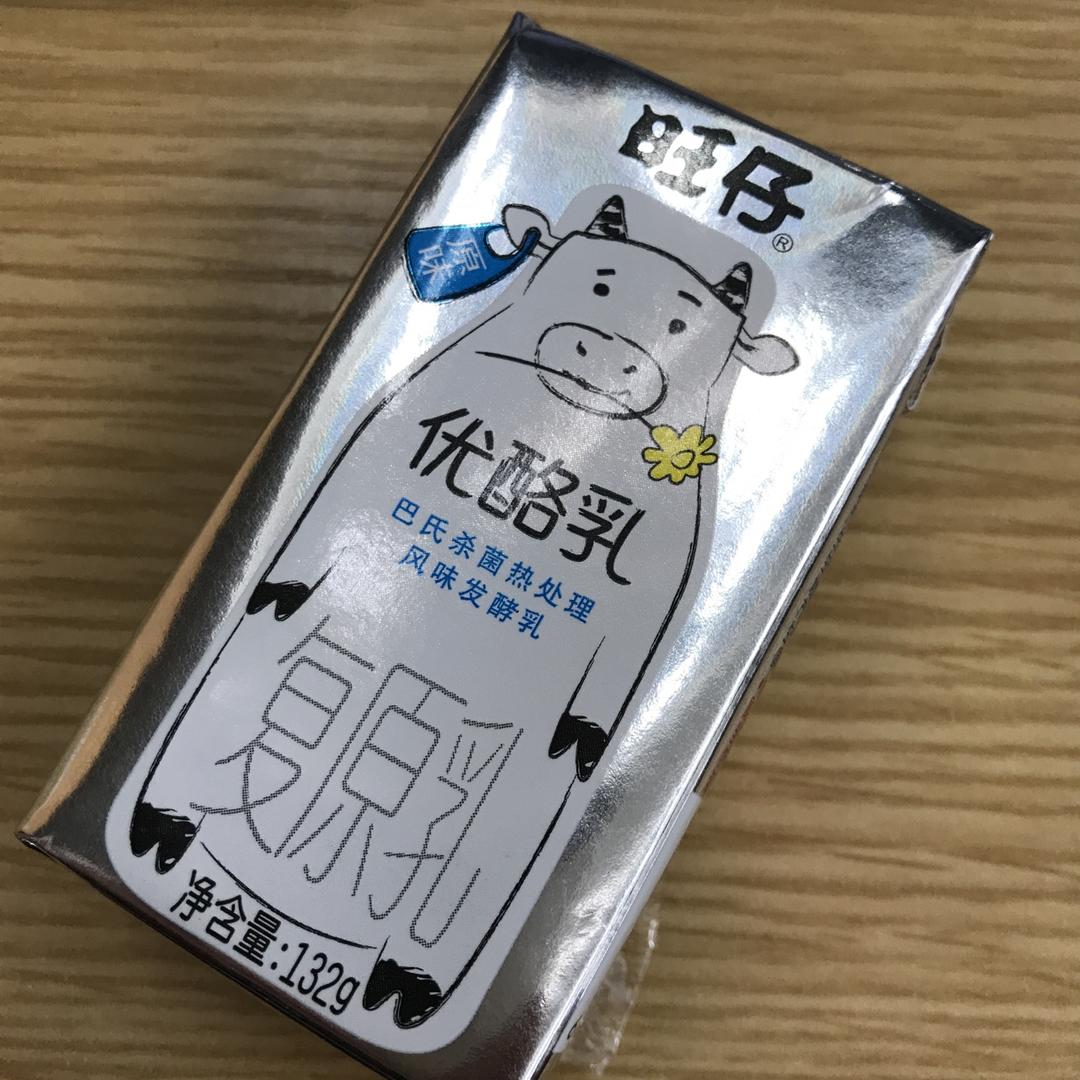 旺仔®
原味
优酪乳
巴氏杀菌热处理
风味发酵乳
复原乳
净含量:132g